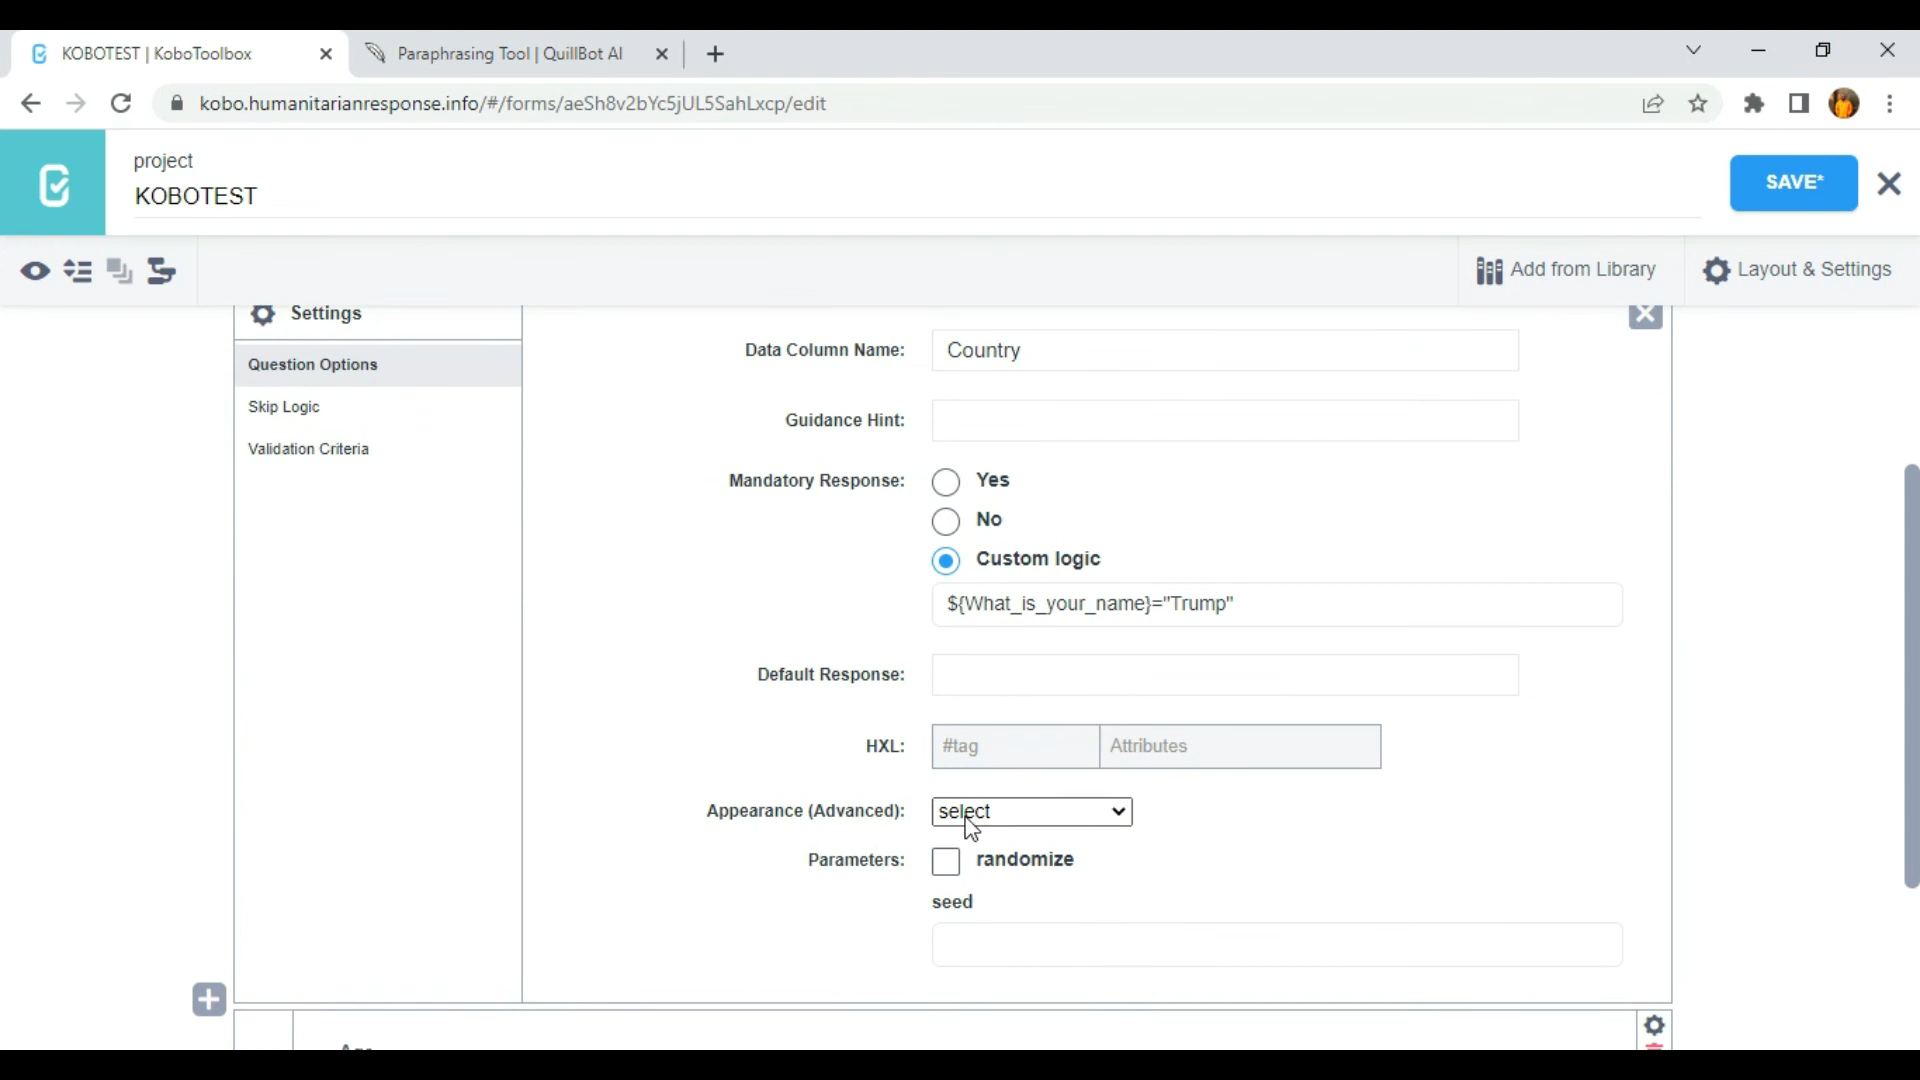 KOBOTEST | KoboToolbox
Paraphrasing Tool | QuillBot AI
kobo.humanitarianresponse.info/#/forms/aeSh8v2bYc5jUL5SahLxcp/edit
project
KOBOTEST
SAVE*
Add from Library
Layout & Settings
Settings
Question Options
Skip Logic
Validation Criteria
Data Column Name: Country
Guidance Hint:
Mandatory Response: Yes
No
Custom logic
${What_is_your_name}="Trump"
Default Response:
HXL: #tag Attributes
Appearance (Advanced): select
Parameters: randomize
seed